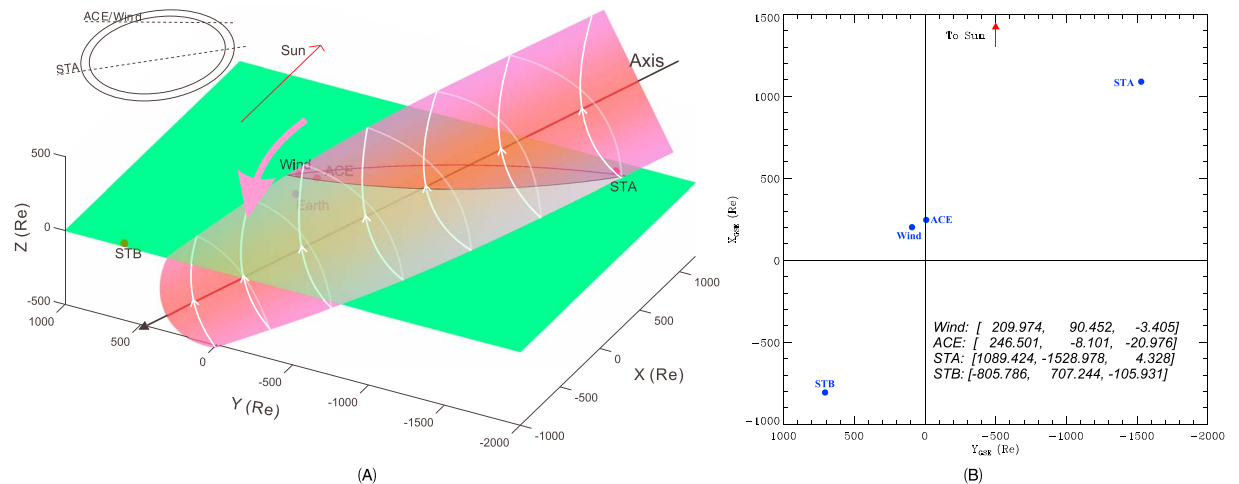 ACE/Wind
STA
Sun
Axis
Wind
ACE
Earth
STA
STB
500
0
-500
Z (Re)
1000
500
0
-500
-1000
-1500
-2000
Y (Re)
-1000
-500
0
500
1000
X (Re)
(A)
1500
1000
500
0
-500
-1000
X_GSE (Re)
To Sun
STA
ACE
Wind
STB
Wind: [ 209.974, 90.452, -3.405]
ACE: [ 246.501, -8.101, -20.976]
STA: [1089.424, -1528.978, 4.328]
STB: [-805.786, 707.244, -105.931]
1000 500 0 -500 -1000 -1500 -2000
Y_GSE (Re)
(B)